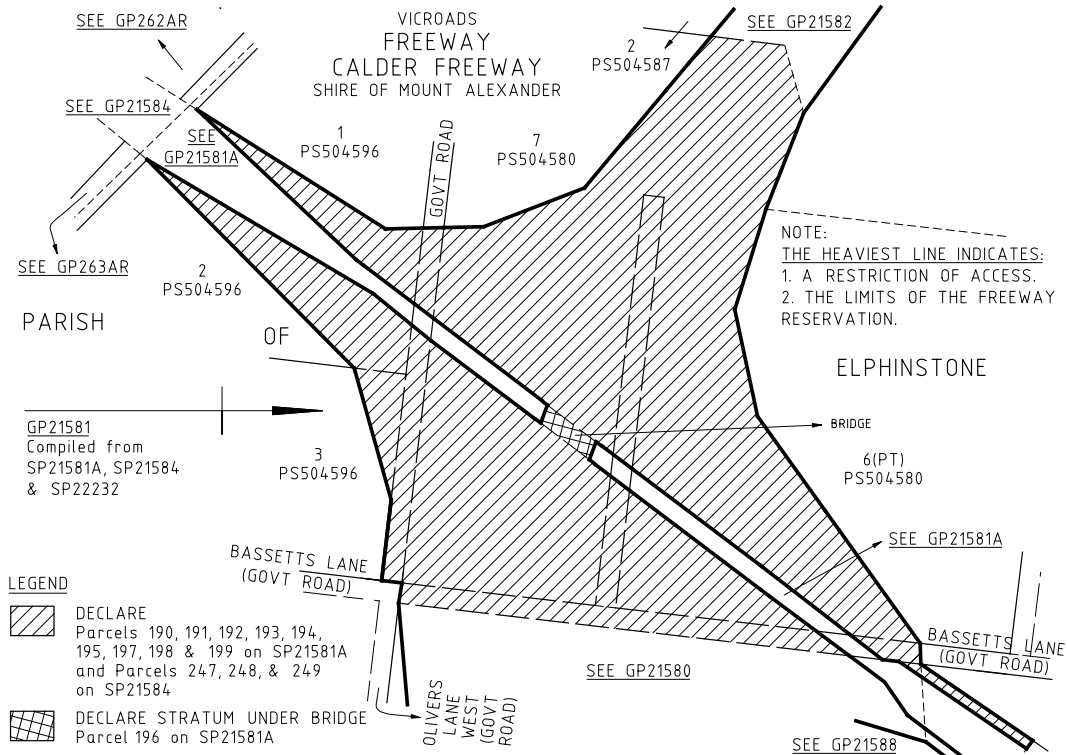 SEE GP262AR
VICROADS
FREEWAY
CALDER FREEWAY
SHIRE OF MOUNT ALEXANDER
2
PS504587
SEE GP21582
SEE GP21584
SEE
GP21581A
1
PS504596
GOVT ROAD
7
PS504580
SEE GP263AR
2
PS504596
NOTE:
THE HEAVIEST LINE INDICATES:
1. A RESTRICTION OF ACCESS.
2. THE LIMITS OF THE FREEWAY
RESERVATION.
PARISH
OF
ELPHINSTONE
GP21581
Compiled from
SP21581A, SP21584
& SP22232
3
PS504596
BRIDGE
6(PT)
PS504580
SEE GP21581A
BASSETTS LANE
(GOVT ROAD)
LEGEND
DECLARE
Parcels 190, 191, 192, 193, 194,
195, 197, 198 & 199 on SP21581A
and Parcels 247, 248, & 249
on SP21584
DECLARE STRATUM UNDER BRIDGE
Parcel 196 on SP21581A
OLIVERS
LANE
WEST
(GOVT
ROAD)
SEE GP21580
BASSETTS LANE
(GOVT ROAD)
SEE GP21588